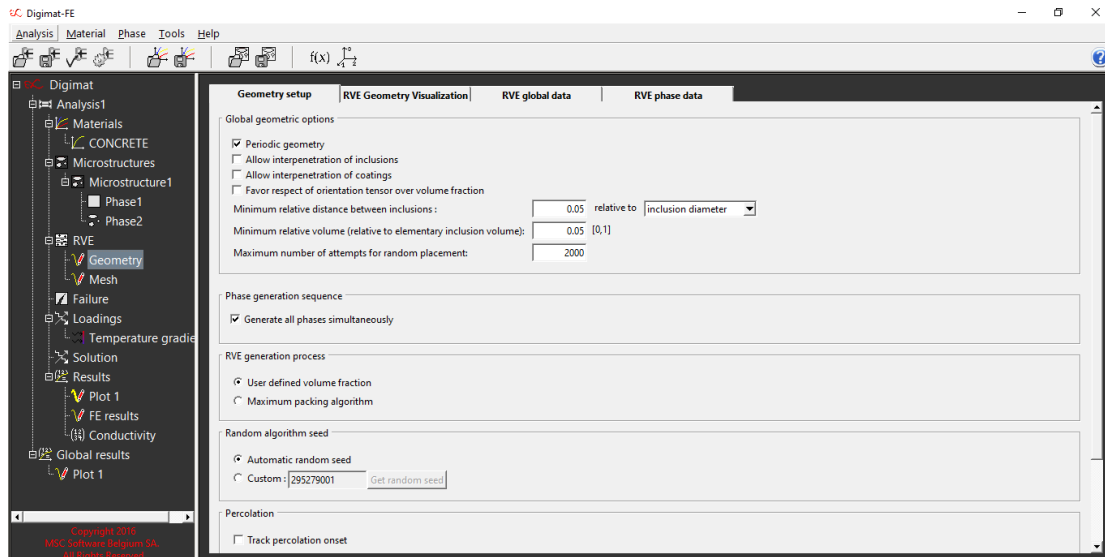 Digimat-FE
Analysis Material Phase Tools Help
f(x)
Digimat
Analysis1
Materials
CONCRETE
Microstructures
Microstructure1
Phase1
Phase2
RVE
Geometry
Mesh
Failure
Loadings
Temperature gradie
Solution
Results
Plot 1
FE results
Conductivity
Global results
Plot 1
Copyright 2016
MSC Software Belgium SA.
All Rights Reserved
Geometry setup RVE Geometry Visualization RVE global data RVE phase data
Global geometric options
Periodic geometry
Allow interpenetration of inclusions
Allow interpenetration of coatings
Favor respect of orientation tensor over volume fraction
Minimum relative distance between inclusions : 0.05 relative to inclusion diameter
Minimum relative volume (relative to elementary inclusion volume): 0.05 [0,1]
Maximum number of attempts for random placement: 2000
Phase generation sequence
Generate all phases simultaneously
RVE generation process
User defined volume fraction
Maximum packing algorithm
Random algorithm seed
Automatic random seed
Custom : 295279001 Get random seed
Percolation
Track percolation onset